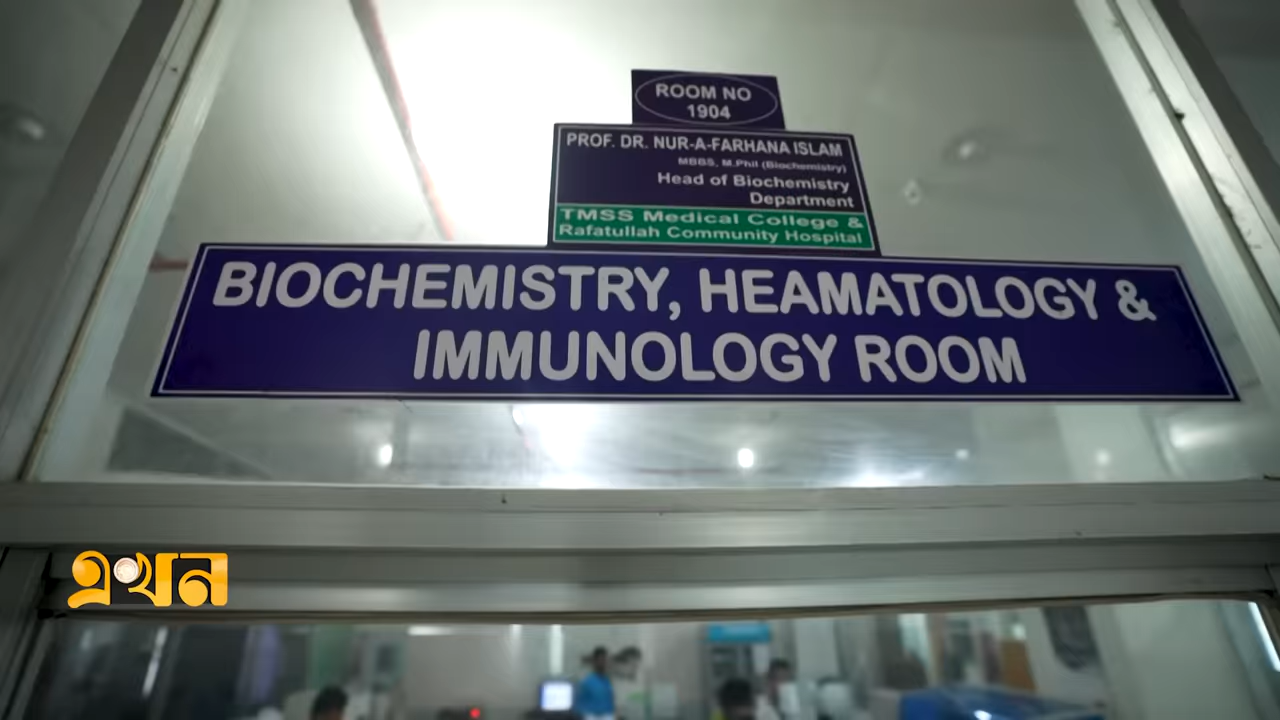 ROOM NO
1904
PROF. DR. NUR-A-FARHANA ISLAM
MBBS, M.Phil (Biochemistry)
Head of Biochemistry
Department
TMSS Medical College &
Rafatullah Community Hospital
BIOCHEMISTRY, HEAMATOLOGY &
IMMUNOLOGY ROOM
এখন